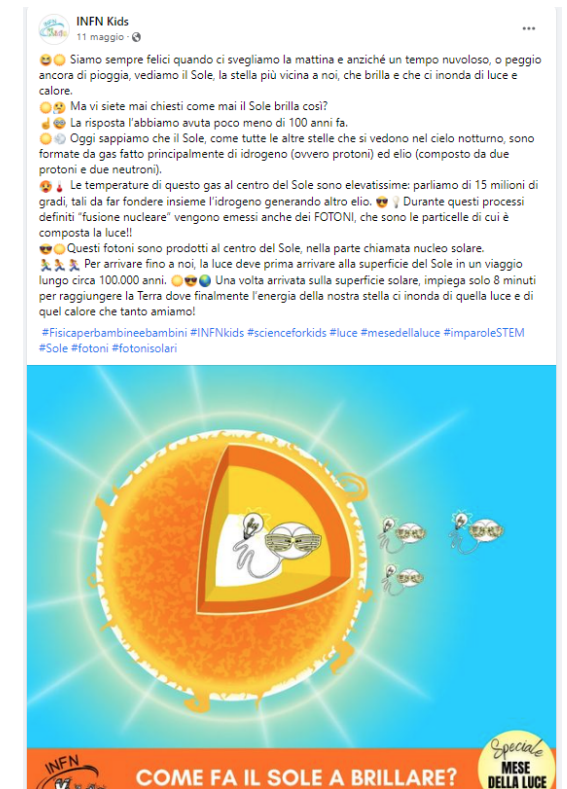 INFN Kids
11 maggio ·
😆🌞 Siamo sempre felici quando ci svegliamo la mattina e anziché un tempo nuvoloso, o peggio
ancora di pioggia, vediamo il Sole, la stella più vicina a noi, che brilla e che ci inonda di luce e
calore.
🌞🤔 Ma vi siete mai chiesti come mai il Sole brilla così?
☝🤓 La risposta l'abbiamo avuta poco meno di 100 anni fa.
🌞💨 Oggi sappiamo che il Sole, come tutte le altre stelle che si vedono nel cielo notturno, sono
formate da gas fatto principalmente di idrogeno (ovvero protoni) ed elio (composto da due
protoni e due neutroni).
🥵🌡 Le temperature di questo gas al centro del Sole sono elevatissime: parliamo di 15 milioni di
gradi, tali da far fondere insieme l'idrogeno generando altro elio. 😎💡Durante questi processi
definiti "fusione nucleare" vengono emessi anche dei FOTONI, che sono le particelle di cui è
composta la luce!!
😎🌞Questi fotoni sono prodotti al centro del Sole, nella parte chiamata nucleo solare.
🏃🏃🏃 Per arrivare fino a noi, la luce deve prima arrivare alla superficie del Sole in un viaggio
lungo circa 100.000 anni. 🌞😎🌍 Una volta arrivata sulla superficie solare, impiega solo 8 minuti
per raggiungere la Terra dove finalmente l'energia della nostra stella ci inonda di quella luce e di
quel calore che tanto amiamo!
#Fisicaperbambineebambini #INFNkids #scienceforkids #luce #mesedellaluce #imparoleSTEM
#Sole #fotoni #fotonisolari
INFN
COME FA IL SOLE A BRILLARE?
Speciale
MESE
DELLA LUCE